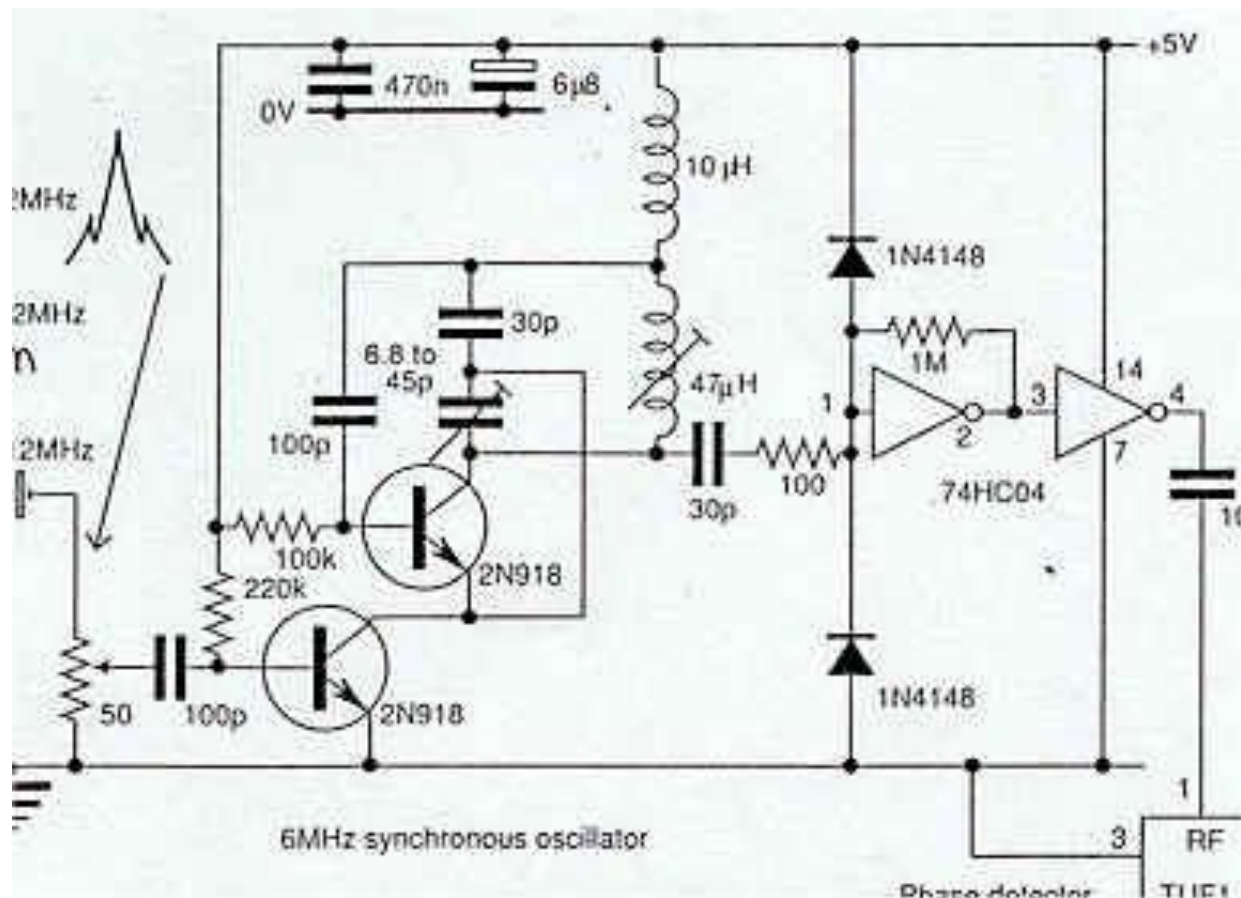 +5V
470n
6µ8
0V
10 µH
2MHz
1N4148
30p
2MHz
1M
6.8 to
45p
47µH
14
n
1
3
4
2
100p
7
.2MHz
100
74HC04
30p
100k
2N918
220k
1N4148
50
100p
2N918
1
6MHz synchronous oscillator
3
RF
Phase detector